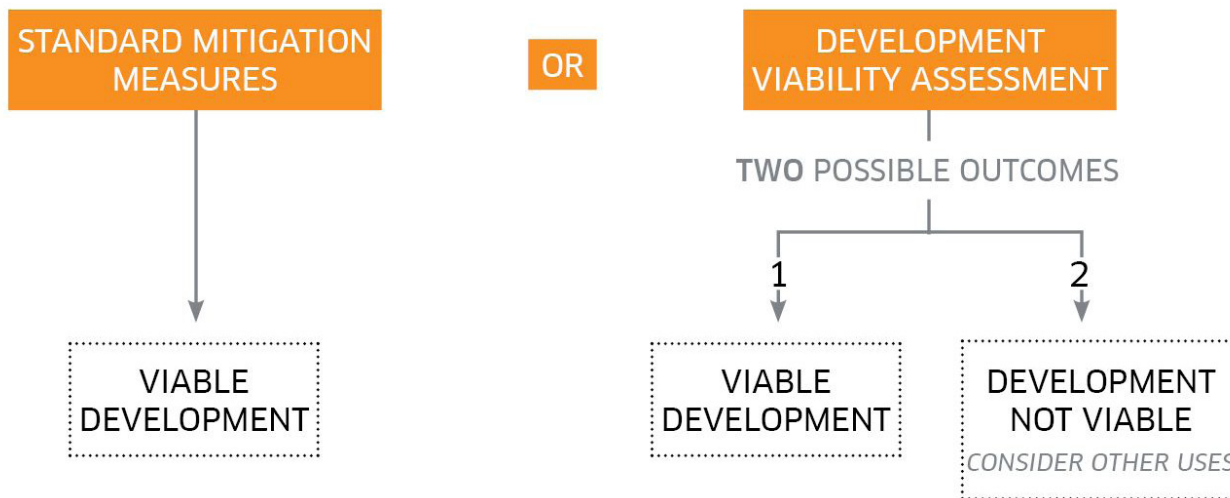 STANDARD MITIGATION
MEASURES
OR
DEVELOPMENT
VIABILITY ASSESSMENT
TWO POSSIBLE OUTCOMES
1
2
VIABLE
DEVELOPMENT
VIABLE
DEVELOPMENT
DEVELOPMENT
NOT VIABLE
CONSIDER OTHER USES